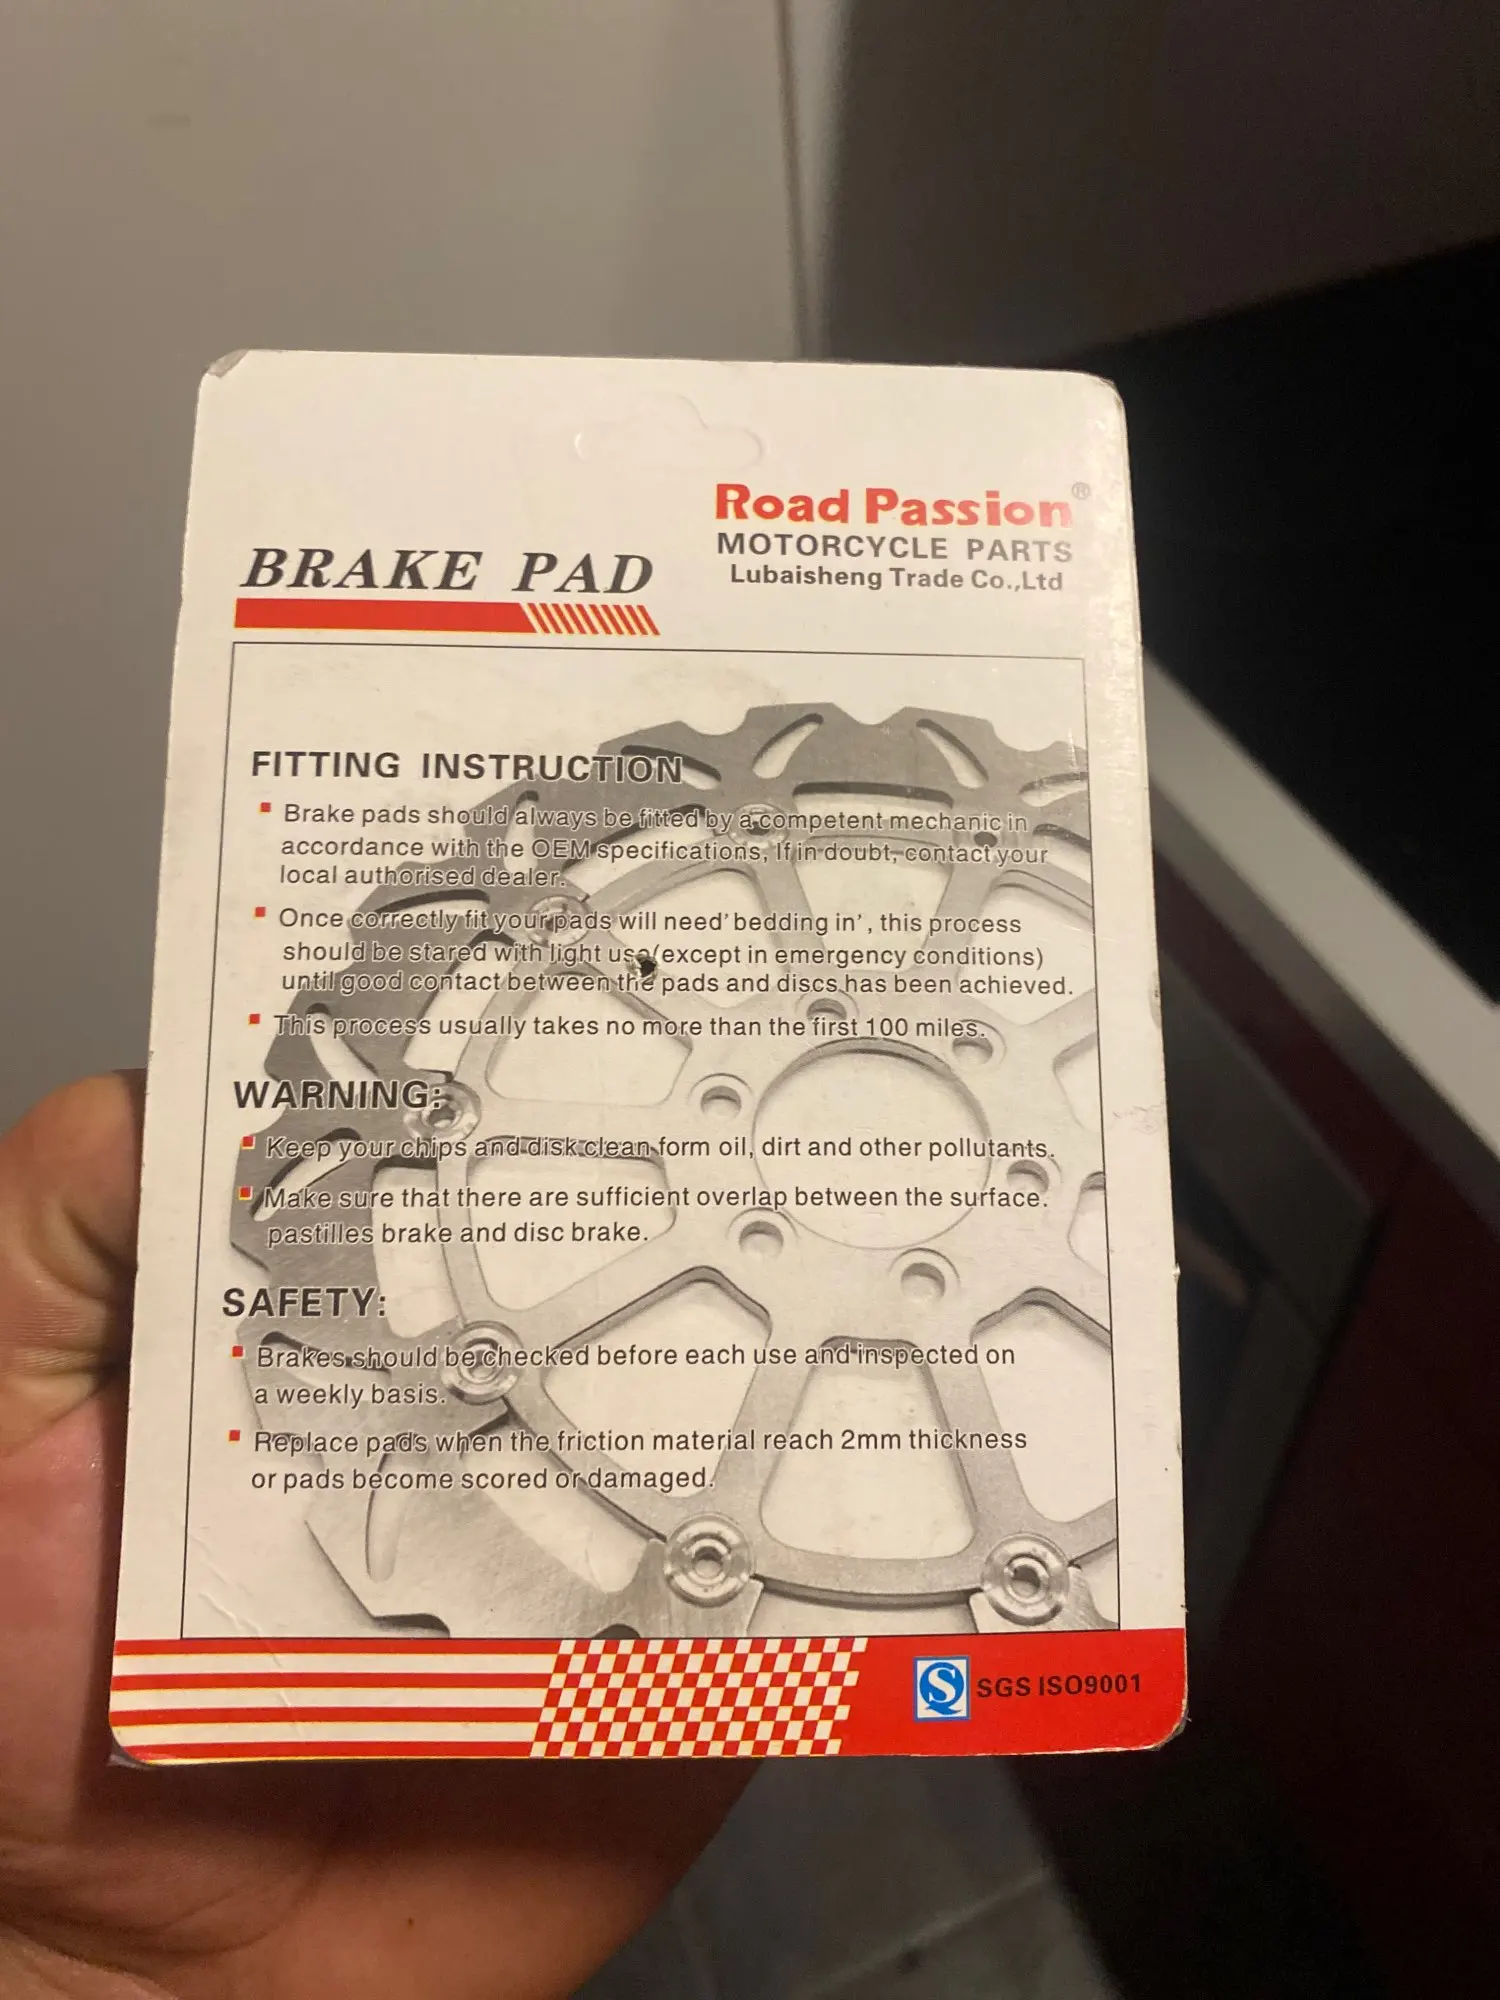 Road Passion®
MOTORCYCLE PARTS
Lubaisheng Trade Co.,Ltd
BRAKE PAD
FITTING INSTRUCTION
Brake pads should always be fitted by a competent mechanic in
accordance with the OEM specifications, If in doubt, contact your
local authorised dealer.
Once correctly fit your pads will need' bedding in', this process
should be stared with light use(except in emergency conditions)
until good contact between the pads and discs has been achieved.
This process usually takes no more than the first 100 miles.
WARNING:
Keep your chips and disk clean form oil, dirt and other pollutants.
Make sure that there are sufficient overlap between the surface.
pastilles brake and disc brake.
SAFETY:
Brakes should be checked before each use and inspected on
a weekly basis.
Replace pads when the friction material reach 2mm thickness
or pads become scored or damaged.
SGS ISO9001